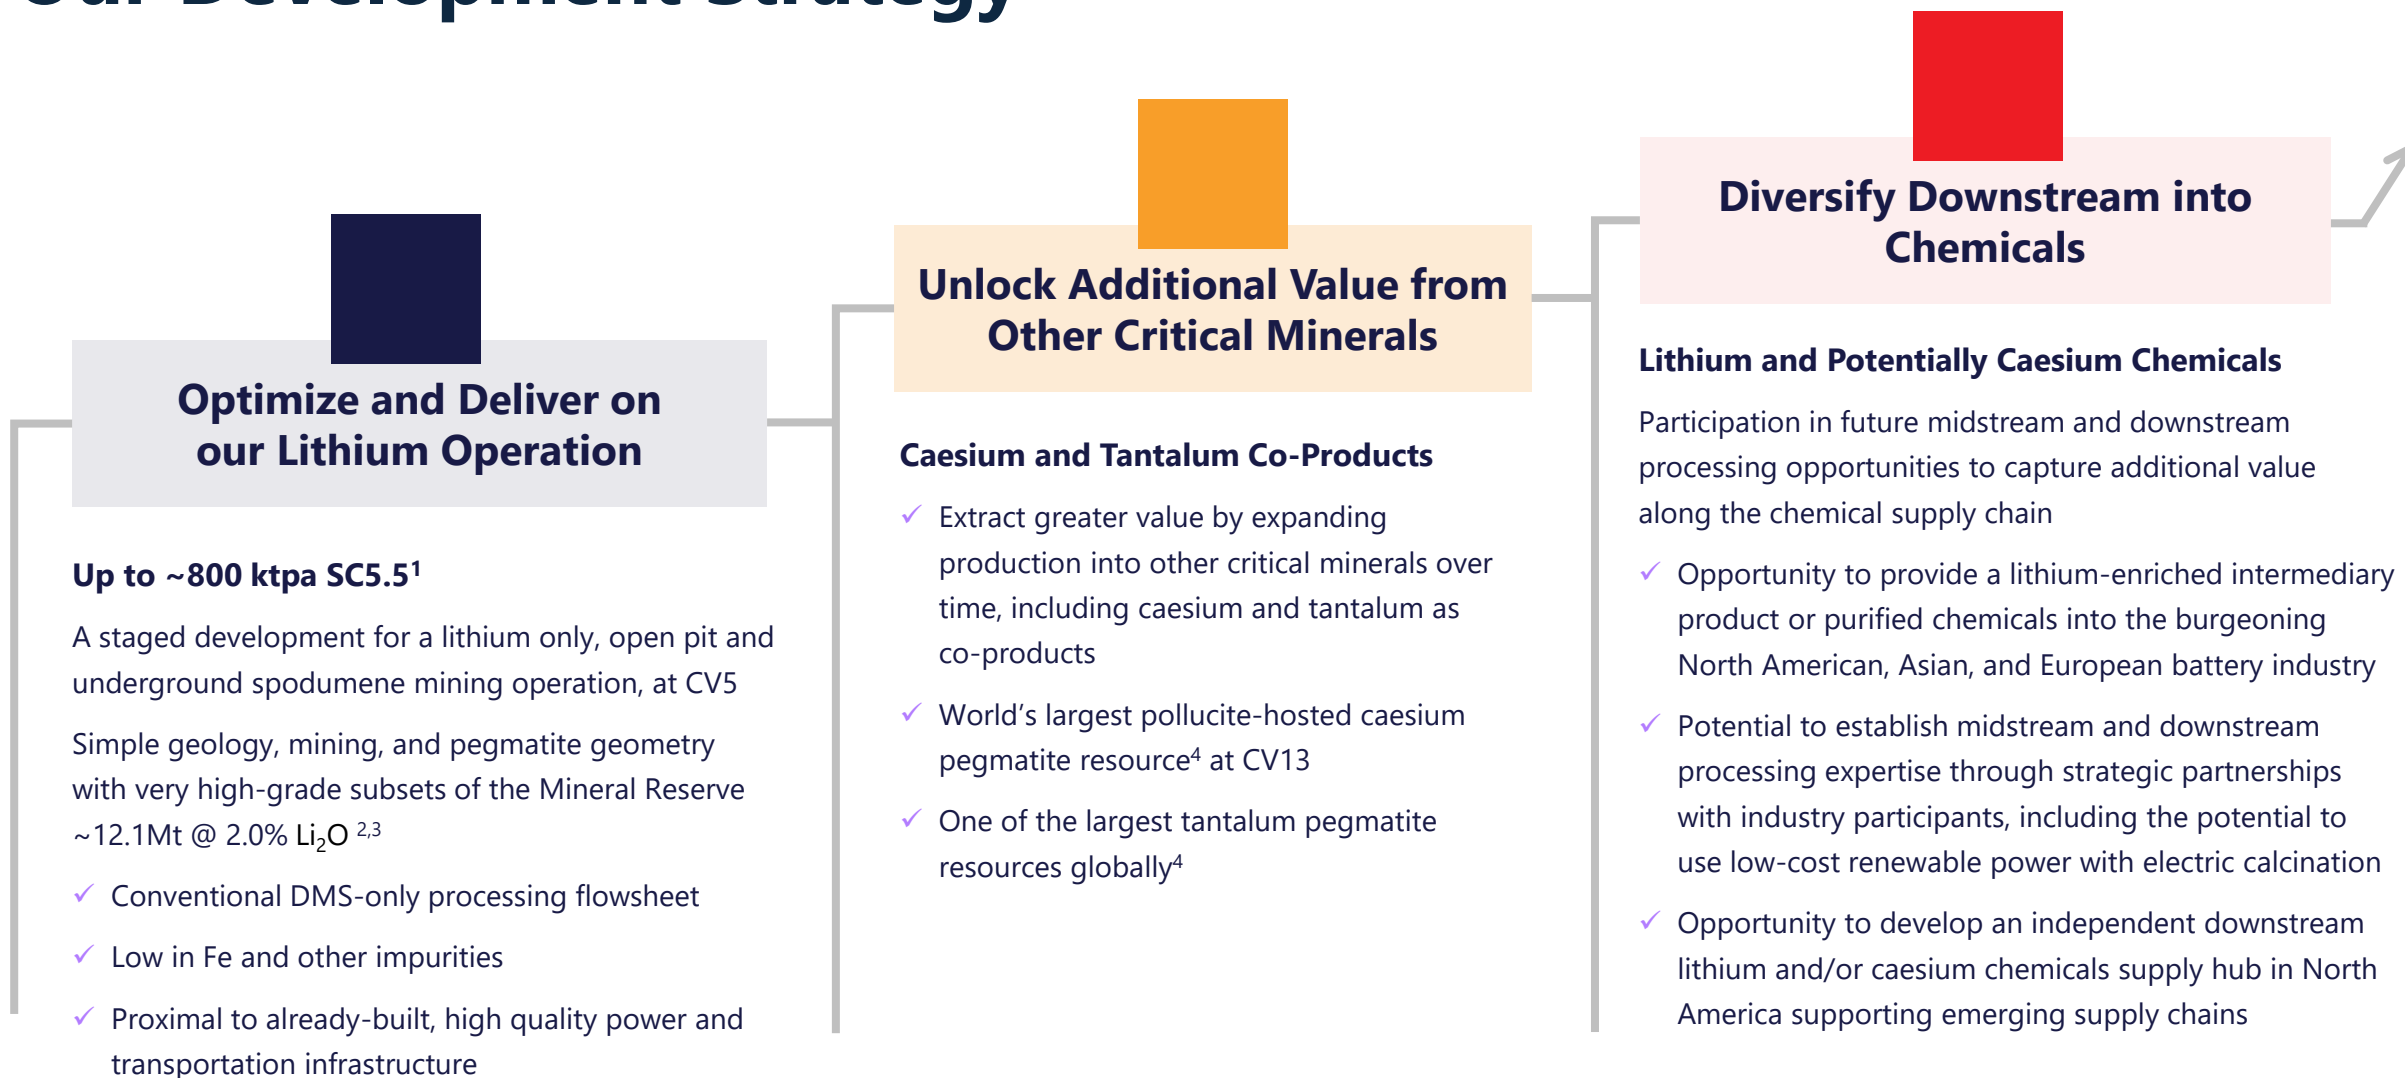 Our Development Strategy
Optimize and Deliver on
our Lithium Operation
Up to ~800 ktpa SC5.5¹
A staged development for a lithium only, open pit and
underground spodumene mining operation, at CV5
Simple geology, mining, and pegmatite geometry
with very high-grade subsets of the Mineral Reserve
~12.1Mt @ 2.0% Li₂O ²,³
✓ Conventional DMS-only processing flowsheet
✓ Low in Fe and other impurities
✓ Proximal to already-built, high quality power and
transportation infrastructure
Unlock Additional Value from
Other Critical Minerals
Caesium and Tantalum Co-Products
✓ Extract greater value by expanding
production into other critical minerals over
time, including caesium and tantalum as
co-products
✓ World’s largest pollucite-hosted caesium
pegmatite resource⁴ at CV13
✓ One of the largest tantalum pegmatite
resources globally⁴
Diversify Downstream into
Chemicals
Lithium and Potentially Caesium Chemicals
Participation in future midstream and downstream
processing opportunities to capture additional value
along the chemical supply chain
✓ Opportunity to provide a lithium-enriched intermediary
product or purified chemicals into the burgeoning
North American, Asian, and European battery industry
✓ Potential to establish midstream and downstream
processing expertise through strategic partnerships
with industry participants, including the potential to
use low-cost renewable power with electric calcination
✓ Opportunity to develop an independent downstream
lithium and/or caesium chemicals supply hub in North
America supporting emerging supply chains